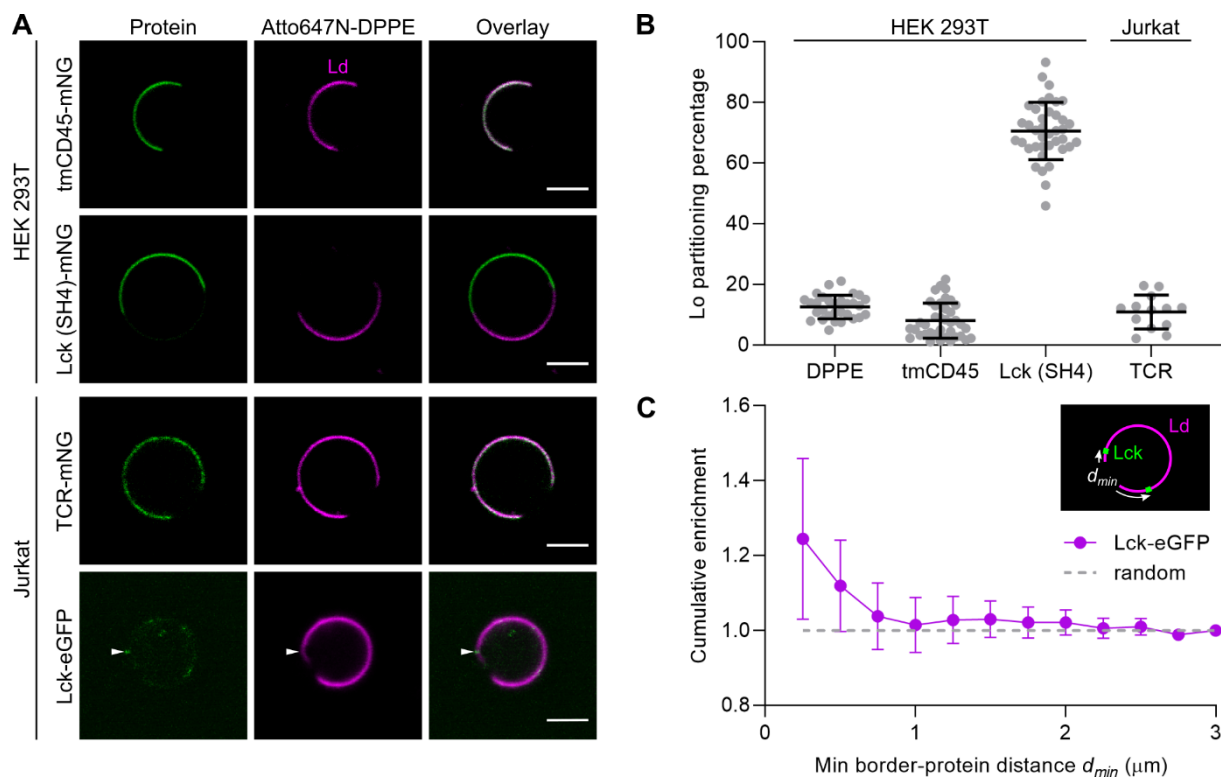 A
Protein Atto647N-DPPE Overlay
HEK 293T
tmCD45-mNG
Ld
Lck (SH4)-mNG
Jurkat
TCR-mNG
Lck-eGFP
B
HEK 293T Jurkat
Lo partitioning percentage
100
80
60
40
20
0
DPPE tmCD45 Lck (SH4) TCR
C
Cumulative enrichment
1.6
1.4
1.2
1.0
0.8
Ld
Lck
dmin
Lck-eGFP
random
0 1 2 3
Min border-protein distance dmin (μm)